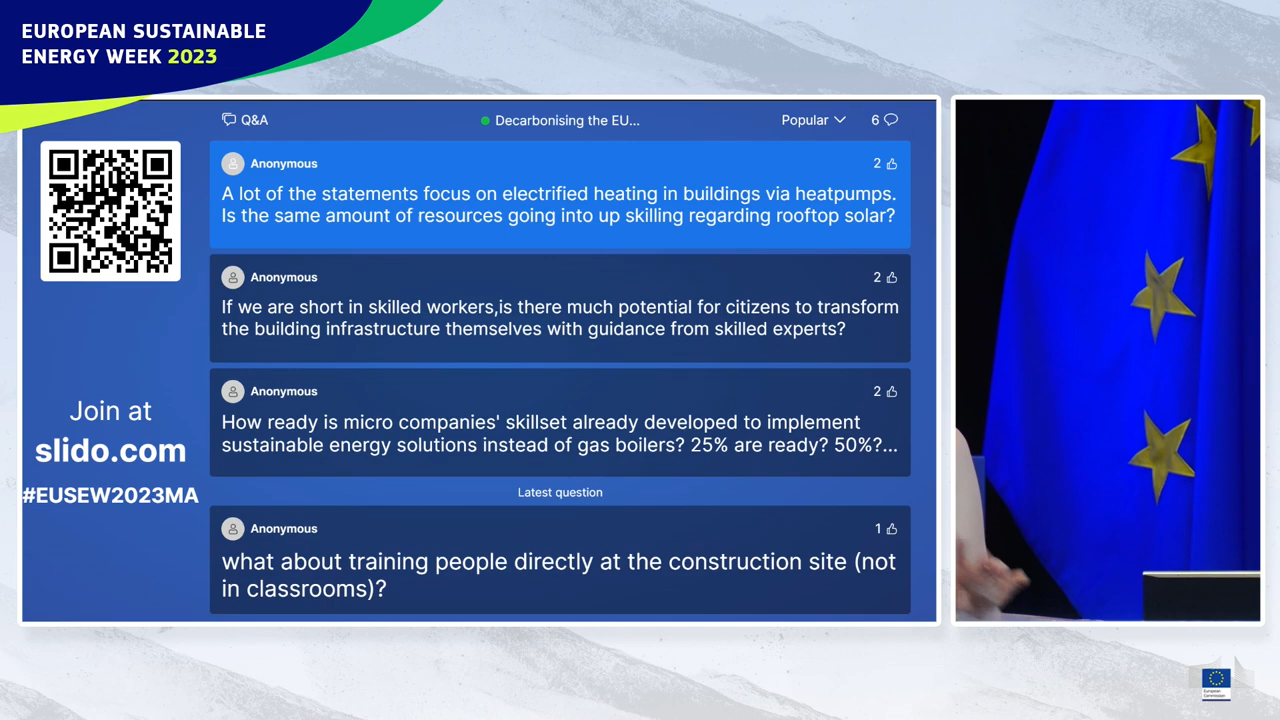 EUROPEAN SUSTAINABLE
ENERGY WEEK 2023
Q&A
Decarbonising the EU...
Popular
6
Anonymous
2
A lot of the statements focus on electrified heating in buildings via heatpumps.
Is the same amount of resources going into up skilling regarding rooftop solar?
Anonymous
2
If we are short in skilled workers,is there much potential for citizens to transform
the building infrastructure themselves with guidance from skilled experts?
Anonymous
2
How ready is micro companies' skillset already developed to implement
sustainable energy solutions instead of gas boilers? 25% are ready? 50%?...
Join at
slido.com
#EUSEW2023MA
Latest question
Anonymous
1
what about training people directly at the construction site (not
in classrooms)?
European
Commission